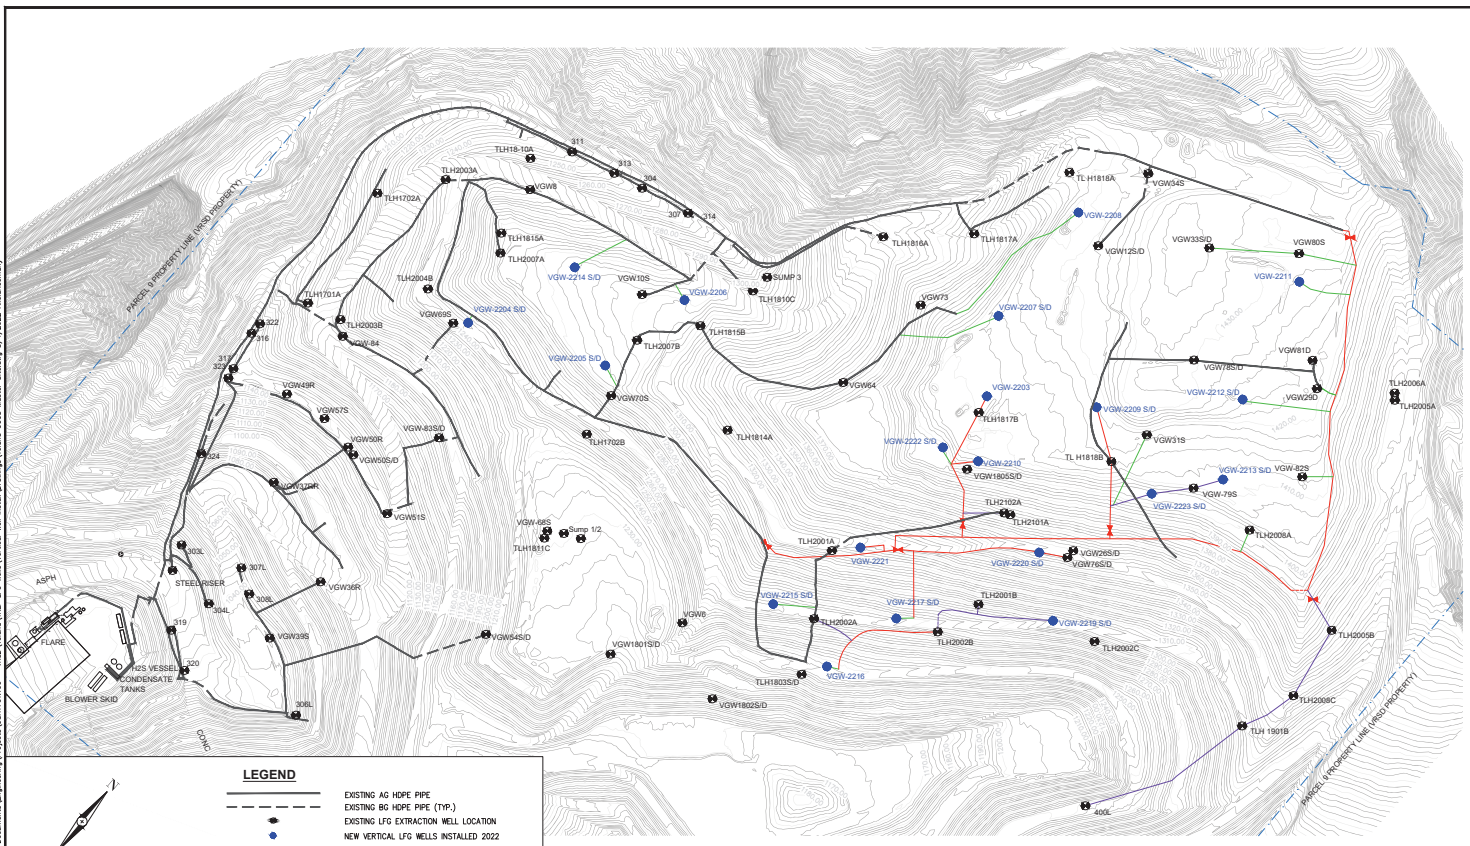 PARCEL 9 PROPERTY LINE (VRSD PROPERTY)
311
TLH18-10A
313
304
TLH2003A
VGW8
TLH1702A
307
314
TL H1818A
VGW34S
VGW-2208
TLH1815A
TLH1816A
TLH1817A
VGW12S/D
VGW33S/D
VGW80S
TLH2007A
VGW-2214 S/D
SUMP 3
VGW10S
VGW-2206
TLH1810C
VGW-2211
TLH2004B
TLH1701A
VGW73
VGW-2207 S/D
322
316
TLH2003B
VGW-84
VGW69S
VGW-2204 S/D
TLH1815B
TLH2007B
VGW-2205 S/D
317
323
VGW78S/D
VGW81D
VGW64
VGW70S
VGW49R
VGW-2203
VGW29D
TLH2006A
TLH2005A
VGW-2212 S/D
VGW-2209 S/D
VGW57S
TLH1817B
VGW-83S/D
TLH1702B
TLH1814A
VGW31S
VGW50R
VGW50S/D
VGW-2222 S/D
TL H1818B
324
VGW-2210
VGW1805S/D
VGW-2213 S/D
VGW-82S
VGW37RR
VGW-79S
VGW-2223 S/D
VGW51S
TLH2102A
TLH2101A
VGW-68S
Sump 1/2
TLH1811C
TLH2008A
TLH2001A
VGW-2221
VGW-2220 S/D
VGW26S/D
VGW76S/D
303L
STEEL RISER
307L
VGW36R
308L
304L
VGW-2215 S/D
TLH2001B
VGW-2217 S/D
TLH2002A
VGW-2219 S/D
VGW6
319
VGW39S
VGW54S/D
TLH2002B
TLH2002C
TLH2005B
VGW1801S/D
ASPH
FLARE
H2S VESSEL
CONDENSATE
TANKS
BLOWER SKID
320
TLH1803S/D
VGW-2216
VGW1802S/D
TLH2008C
306L
TLH 1901B
CONC
400L
PARCEL 9 PROPERTY LINE (VRSD PROPERTY)
N
LEGEND
EXISTING AG HDPE PIPE
EXISTING BG HDPE PIPE (TYP.)
EXISTING LFG EXTRACTION WELL LOCATION
NEW VERTICAL LFG WELLS INSTALLED 2022